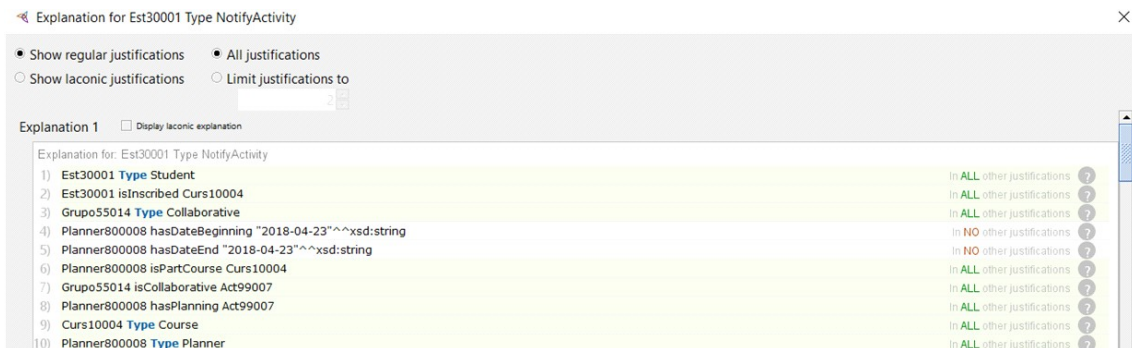 Explanation for Est30001 Type NotifyActivity
Show regular justifications All justifications
Show laconic justifications Limit justifications to
2
Explanation 1 Display laconic explanation
Explanation for: Est30001 Type NotifyActivity
1) Est30001 Type Student In ALL other justifications ?
2) Est30001 isInscribed Curs10004 In ALL other justifications ?
3) Grupo55014 Type Collaborative In ALL other justifications ?
4) Planner800008 hasDateBeginning "2018-04-23"^^xsd:string In NO other justifications ?
5) Planner800008 hasDateEnd "2018-04-23"^^xsd:string In NO other justifications ?
6) Planner800008 isPartCourse Curs10004 In ALL other justifications ?
7) Grupo55014 isCollaborative Act99007 In ALL other justifications ?
8) Planner800008 hasPlanning Act99007 In ALL other justifications ?
9) Curs10004 Type Course In ALL other justifications ?
10) Planner800008 Type Planner In ALL other justifications ?